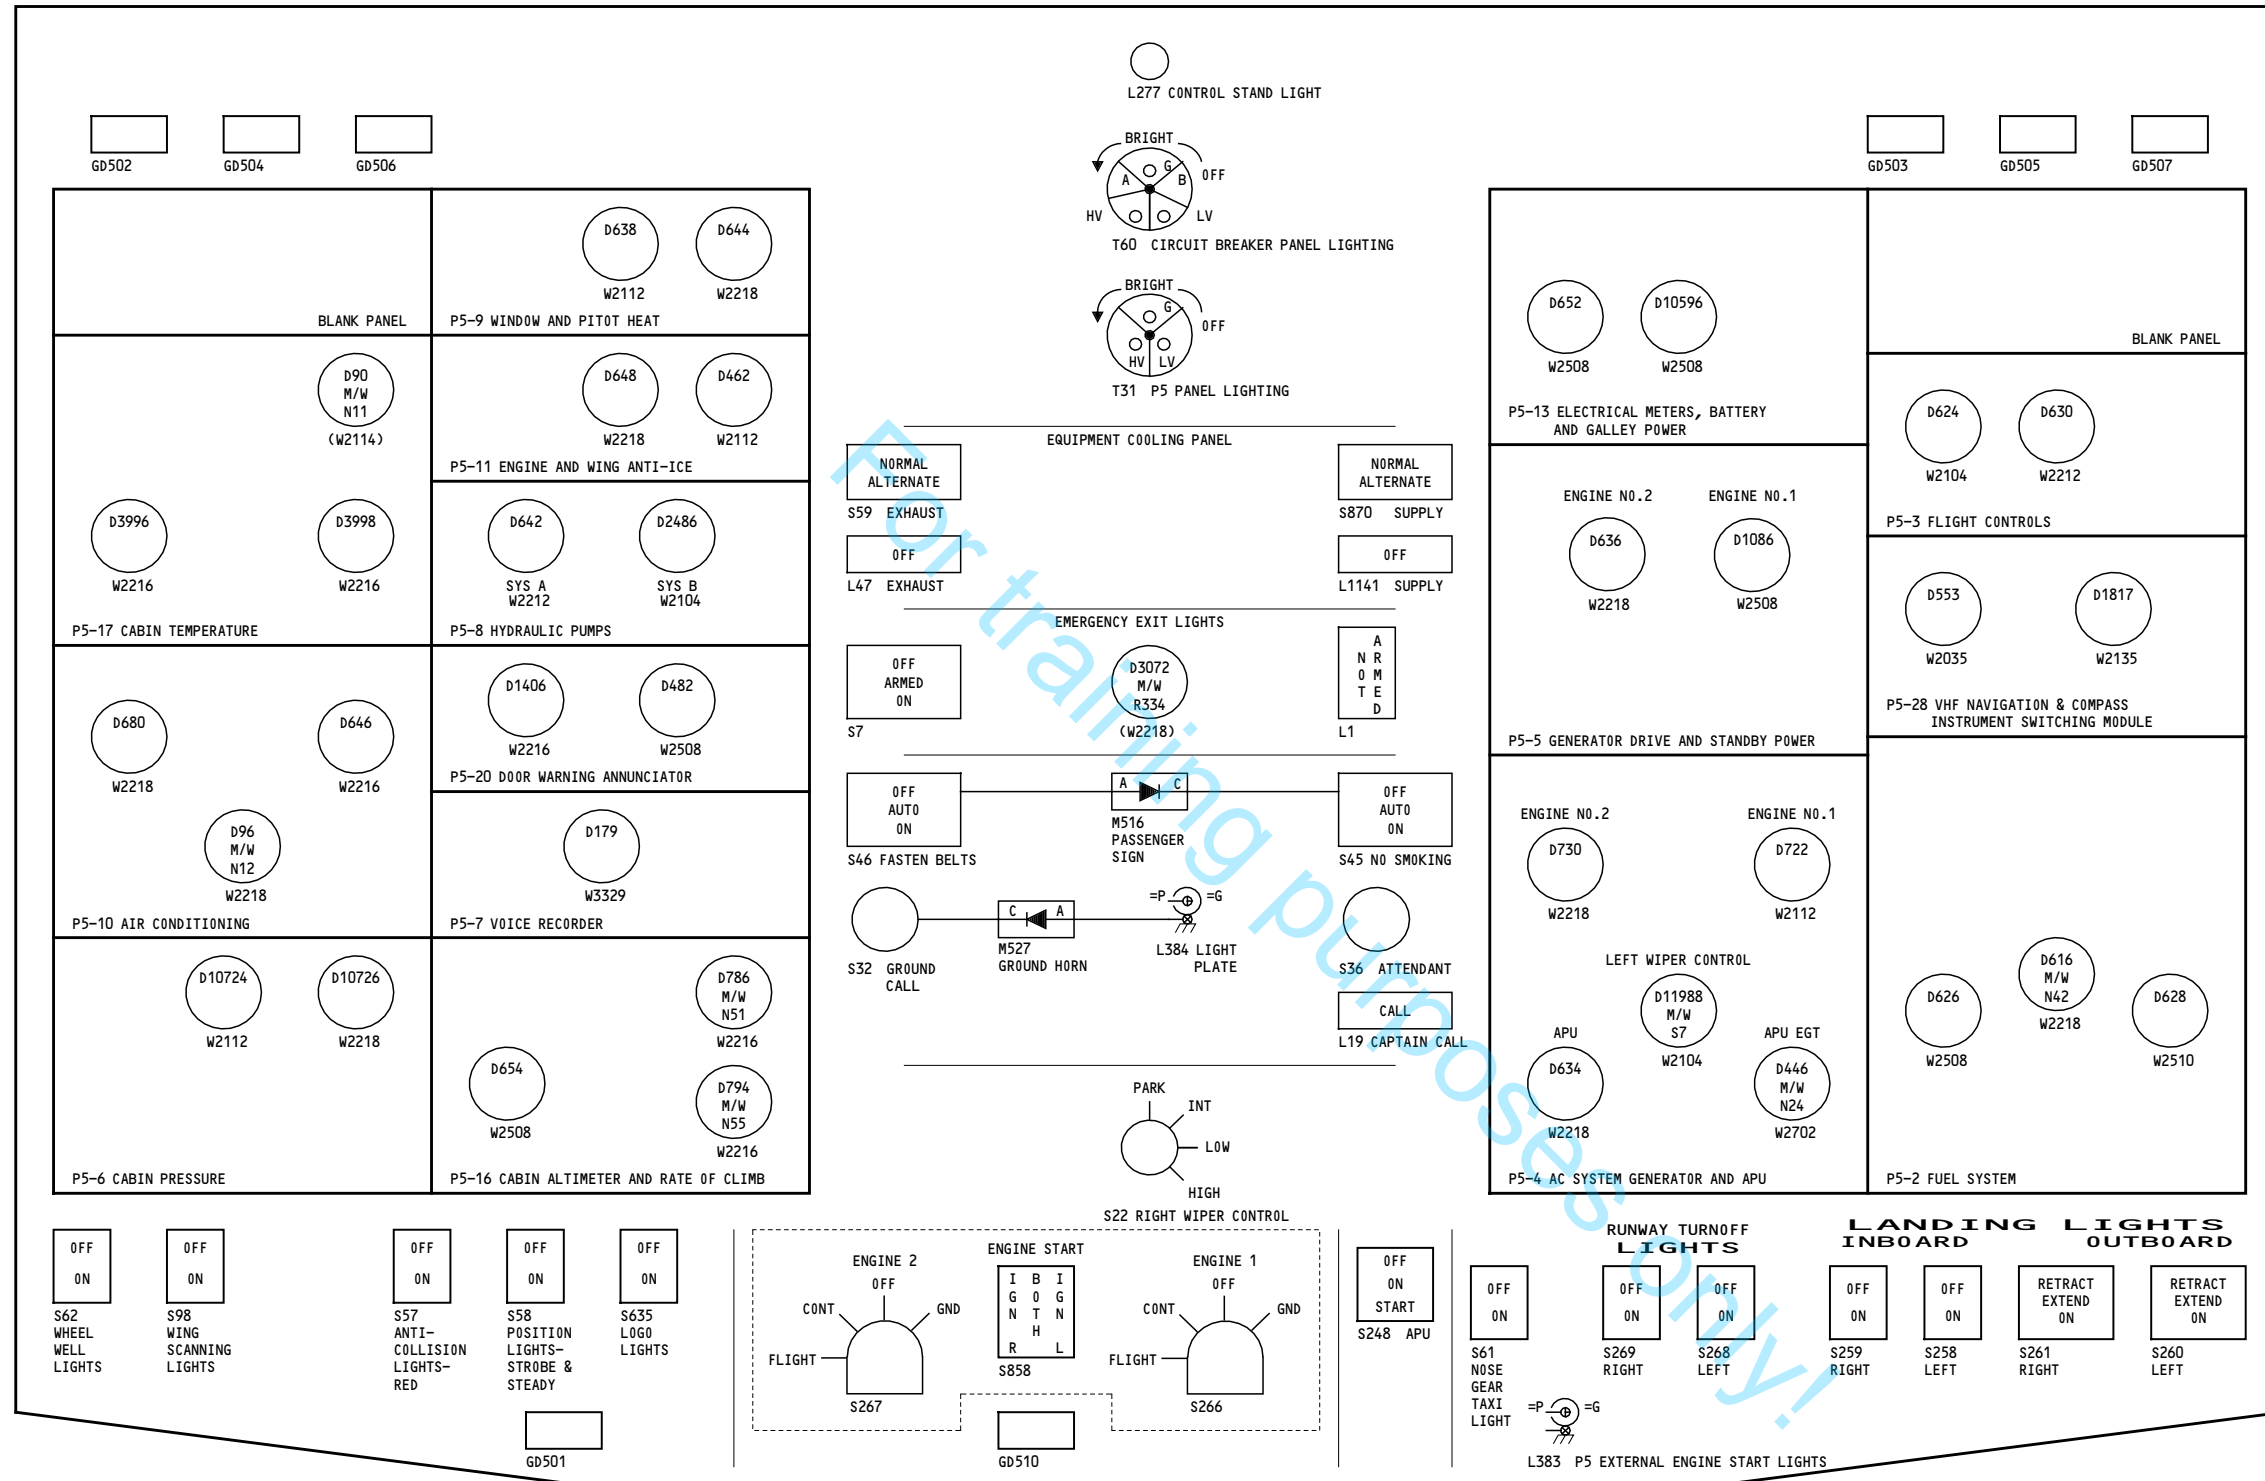 L277 CONTROL STAND LIGHT
BRIGHT
OFF
A
G
B
HV
LV
T60 CIRCUIT BREAKER PANEL LIGHTING
BRIGHT
OFF
G
HV
LV
T31 P5 PANEL LIGHTING
GD502
GD504
GD506
GD503
GD505
GD507
BLANK PANEL
D638
W2112
D644
W2218
P5-9 WINDOW AND PITOT HEAT
D90
M/W
N11
(W2114)
D3996
W2216
D3998
W2216
P5-17 CABIN TEMPERATURE
D648
W2218
D462
W2112
P5-11 ENGINE AND WING ANTI-ICE
D642
SYS A
W2212
D2486
SYS B
W2104
P5-8 HYDRAULIC PUMPS
D680
W2218
D646
W2216
D96
M/W
N12
W2218
P5-10 AIR CONDITIONING
D1406
W2216
D482
W2508
P5-20 DOOR WARNING ANNUNCIATOR
D179
W3329
P5-7 VOICE RECORDER
D10724
W2112
D10726
W2218
P5-6 CABIN PRESSURE
D786
M/W
N51
W2216
D654
W2508
D794
M/W
N55
W2216
P5-16 CABIN ALTIMETER AND RATE OF CLIMB
EQUIPMENT COOLING PANEL
NORMAL
ALTERNATE
S59 EXHAUST
NORMAL
ALTERNATE
S870 SUPPLY
OFF
L47 EXHAUST
OFF
L1141 SUPPLY
EMERGENCY EXIT LIGHTS
OFF
ARMED
ON
S7
D3072
M/W
R334
(W2218)
NOT
ARMED
L1
OFF
AUTO
ON
S46 FASTEN BELTS
A
C
M516
PASSENGER
SIGN
OFF
AUTO
ON
S45 NO SMOKING
S32 GROUND
CALL
C
A
M527
GROUND HORN
=P
=G
L384 LIGHT
PLATE
S36 ATTENDANT
CALL
L19 CAPTAIN CALL
PARK
INT
LOW
HIGH
S22 RIGHT WIPER CONTROL
D652
W2508
D10596
W2508
P5-13 ELECTRICAL METERS, BATTERY
AND GALLEY POWER
BLANK PANEL
D624
W2104
D630
W2212
P5-3 FLIGHT CONTROLS
ENGINE NO.2
D636
W2218
ENGINE NO.1
D1086
W2508
P5-5 GENERATOR DRIVE AND STANDBY POWER
D553
W2035
D1817
W2135
P5-28 VHF NAVIGATION & COMPASS
INSTRUMENT SWITCHING MODULE
ENGINE NO.2
D730
W2218
ENGINE NO.1
D722
W2112
LEFT WIPER CONTROL
D11988
M/W
S7
W2104
APU
D634
W2218
APU EGT
D446
M/W
N24
W2702
P5-4 AC SYSTEM GENERATOR AND APU
D626
W2508
D616
M/W
N42
W2218
D628
W2510
P5-2 FUEL SYSTEM
OFF
ON
S62
WHEEL
WELL
LIGHTS
OFF
ON
S98
WING
SCANNING
LIGHTS
OFF
ON
S57
ANTI-
COLLISION
LIGHTS-
RED
OFF
ON
S58
POSITION
LIGHTS-
STROBE &
STEADY
OFF
ON
S635
LOGO
LIGHTS
GD501
ENGINE 2
OFF
CONT
GND
FLIGHT
S267
ENGINE START
IGN R
BOTH
IGN L
S858
ENGINE 1
OFF
CONT
GND
FLIGHT
S266
GD510
OFF
ON
START
S248 APU
OFF
ON
S61
NOSE
GEAR
TAXI
LIGHT
RUNWAY TURNOFF
LIGHTS
OFF
ON
S269
RIGHT
OFF
ON
S268
LEFT
LANDING LIGHTS
INBOARD
OUTBOARD
OFF
ON
S259
RIGHT
OFF
ON
S258
LEFT
RETRACT
EXTEND
ON
S261
RIGHT
RETRACT
EXTEND
ON
S260
LEFT
=P
=G
L383 P5 EXTERNAL ENGINE START LIGHTS
For training purposes only!